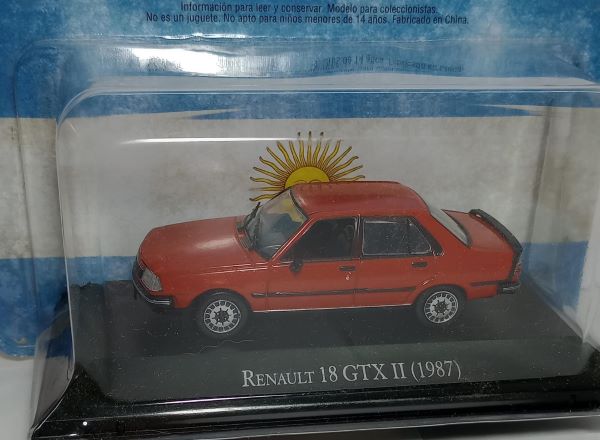 Información para leer y conservar. Modelo para coleccionistas.
No es un juguete. No apto para niños menores de 14 años. Fabricado en China.
RENAULT 18 GTX II (1987)